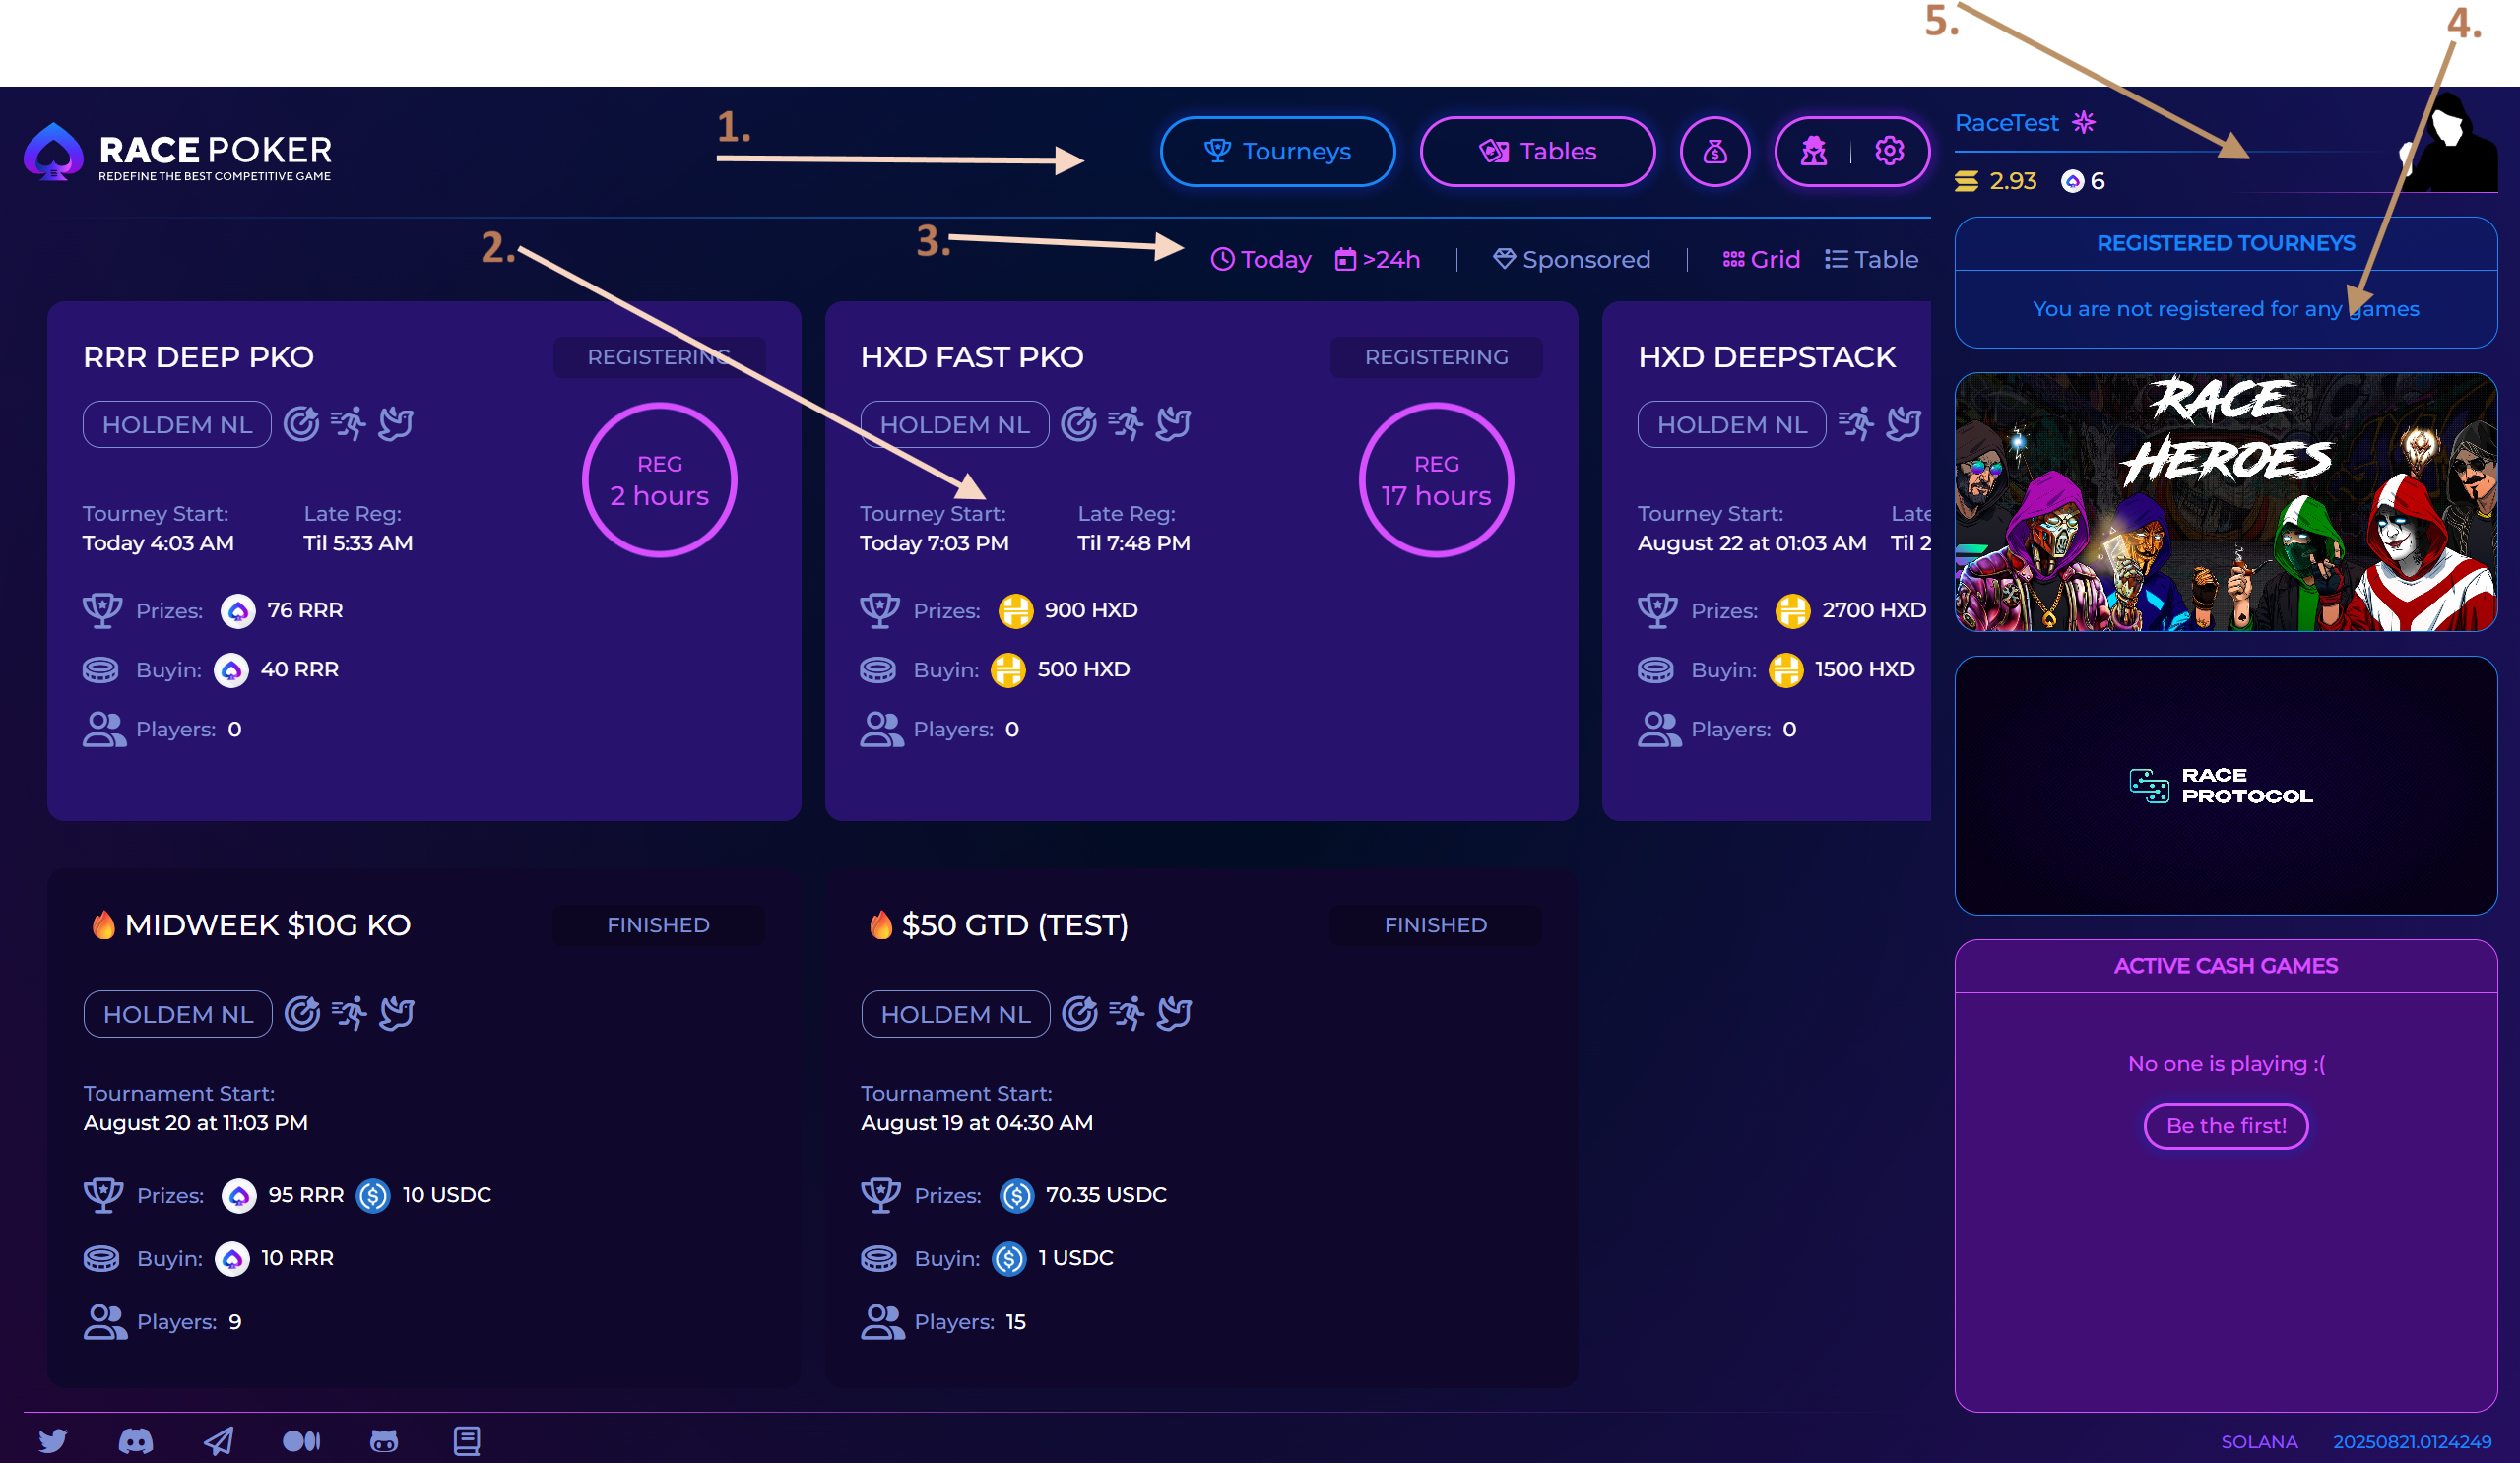 5.
4.
1.
RACE POKER
REDEFINE THE BEST COMPETITIVE GAME
Tourneys
Tables
RaceTest
2.93
6
2.
3.
Today
>24h
Sponsored
Grid
Table
REGISTERED TOURNEYS
You are not registered for any games
RRR DEEP PKO
REGISTERING
HOLDEM NL
REG
2 hours
Tourney Start:
Late Reg:
Today 4:03 AM
Til 5:33 AM
Prizes: 76 RRR
Buyin: 40 RRR
Players: 0
HXD FAST PKO
REGISTERING
HOLDEM NL
REG
17 hours
Tourney Start:
Late Reg:
Today 7:03 PM
Til 7:48 PM
Prizes: 900 HXD
Buyin: 500 HXD
Players: 0
HXD DEEPSTACK
HOLDEM NL
Tourney Start:
Late
August 22 at 01:03 AM
Til 2
Prizes: 2700 HXD
Buyin: 1500 HXD
Players: 0
RACE
HEROES
RACE
PROTOCOL
MIDWEEK $10G KO
FINISHED
HOLDEM NL
Tournament Start:
August 20 at 11:03 PM
Prizes: 95 RRR 10 USDC
Buyin: 10 RRR
Players: 9
$50 GTD (TEST)
FINISHED
HOLDEM NL
Tournament Start:
August 19 at 04:30 AM
Prizes: 70.35 USDC
Buyin: 1 USDC
Players: 15
ACTIVE CASH GAMES
No one is playing :(
Be the first!
SOLANA
20250821.0124249